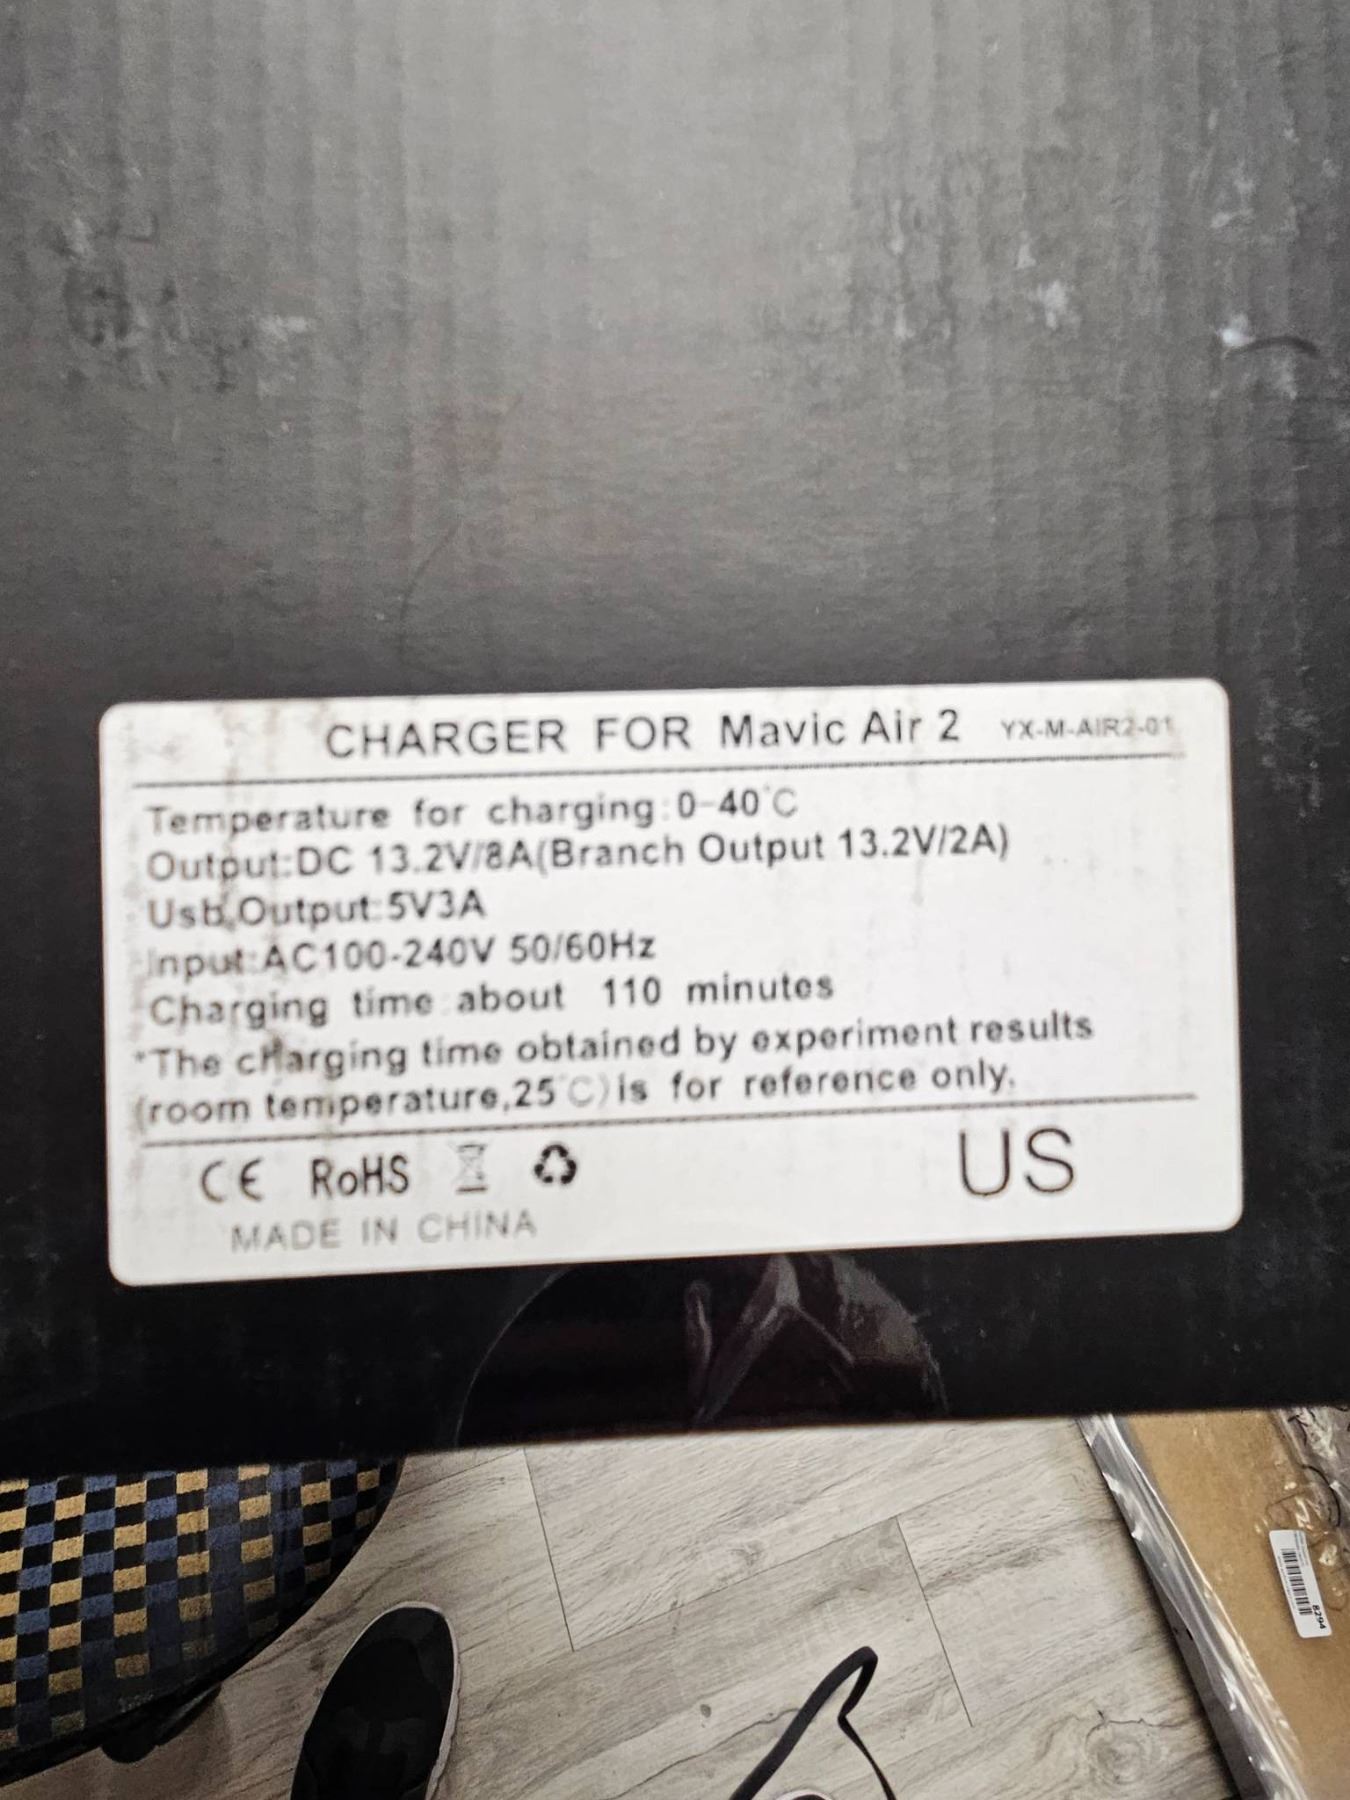 CHARGER FOR Mavic Air 2 YX-M-AIR2-01
Temperature for charging:0-40°C
Output:DC 13.2V/8A(Branch Output 13.2V/2A)
Usb.Output:5V3A
Input:AC100-240V 50/60Hz
Charging time about 110 minutes
*The charging time obtained by experiment results
(room temperature,25°C)is for reference only.
CE RoHS
US
MADE IN CHINA
8294